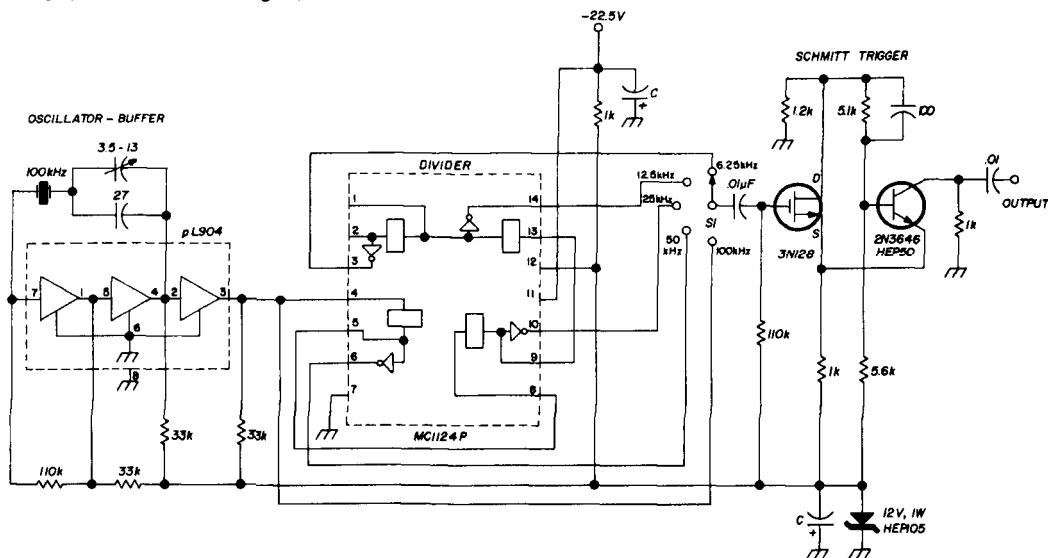 -22.5V
SCHMITT TRIGGER
1k
C
+
1.2k
5.1k
100
OSCILLATOR-BUFFER
3.5-13
100kHz
27
DIVIDER
6.25kHz
12.5kHz
25kHz
.01µF
S1
50
kHz
100kHz
D
S
3N128
2N3646
HEP50
.01
OUTPUT
1k
µL904
7
1
5
4
2
3
6
8
1
2
3
4
5
6
7
14
13
12
11
10
9
8
MC1124P
110k
1k
5.6k
33k
33k
110k
33k
C
+
12V, 1W
HEP105